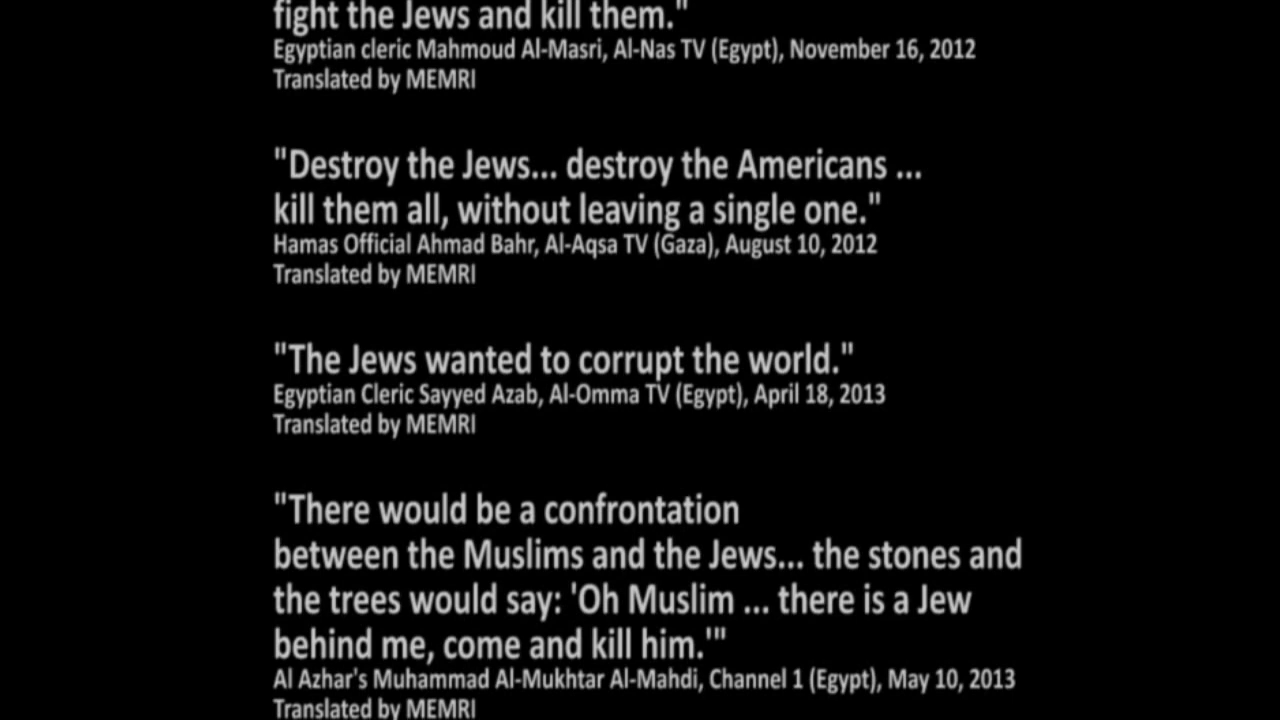 fight the Jews and kill them."
Egyptian cleric Mahmoud Al-Masri, Al-Nas TV (Egypt), November 16, 2012
Translated by MEMRI
"Destroy the Jews... destroy the Americans ...
kill them all, without leaving a single one."
Hamas Official Ahmad Bahr, Al-Aqsa TV (Gaza), August 10, 2012
Translated by MEMRI
"The Jews wanted to corrupt the world."
Egyptian Cleric Sayyed Azab, Al-Omma TV (Egypt), April 18, 2013
Translated by MEMRI
"There would be a confrontation
between the Muslims and the Jews... the stones and
the trees would say: 'Oh Muslim ... there is a Jew
behind me, come and kill him.'"
Al Azhar's Muhammad Al-Mukhtar Al-Mahdi, Channel 1 (Egypt), May 10, 2013
Translated by MEMRI